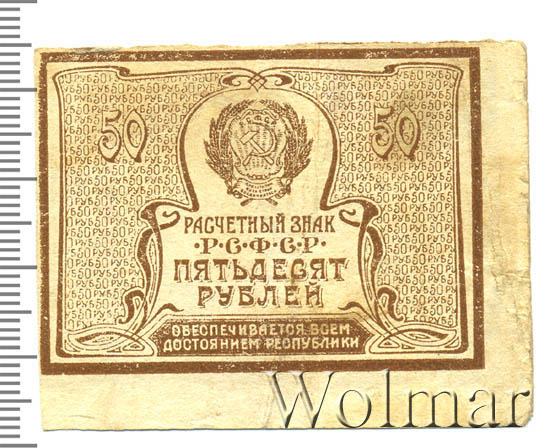 50 50
РАСЧЕТНЫЙ ЗНАК
Р·С·Ф·С·Р·
ПЯТЬДЕСЯТ
РУБЛЕЙ
ОБЕСПЕЧИВАЕТСЯ ВСЕМ
ДОСТОЯНИЕМ РЕСПУБЛИКИ
Wolmar